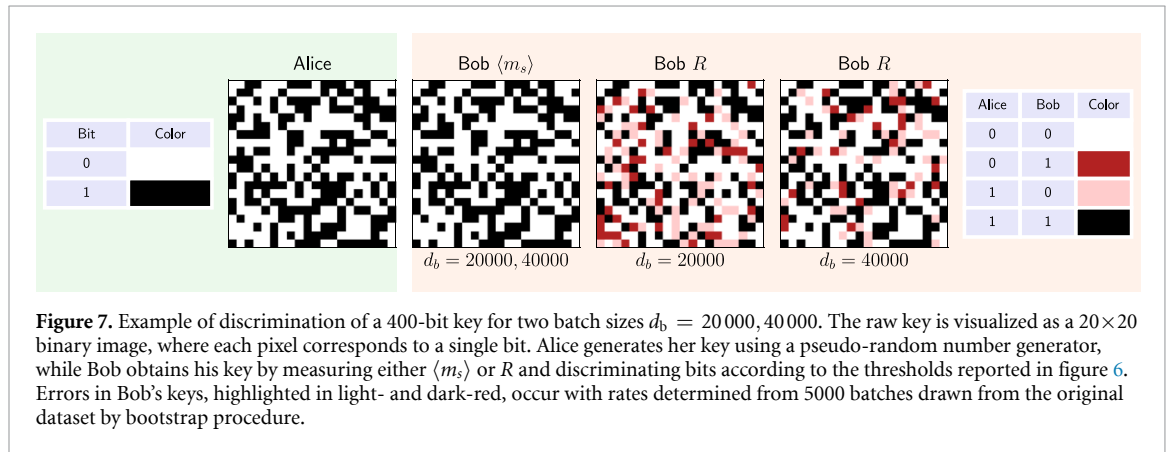 Alice
Bob ⟨m_s⟩
Bob R
Bob R
Bit Color
0
1
Alice Bob Color
0 0
0 1
1 0
1 1
d_b = 20000, 40000
d_b = 20000
d_b = 40000
Figure 7. Example of discrimination of a 400-bit key for two batch sizes d_b = 20 000, 40 000. The raw key is visualized as a 20×20
binary image, where each pixel corresponds to a single bit. Alice generates her key using a pseudo-random number generator,
while Bob obtains his key by measuring either ⟨m_s⟩ or R and discriminating bits according to the thresholds reported in figure 6.
Errors in Bob's keys, highlighted in light- and dark-red, occur with rates determined from 5000 batches drawn from the original
dataset by bootstrap procedure.